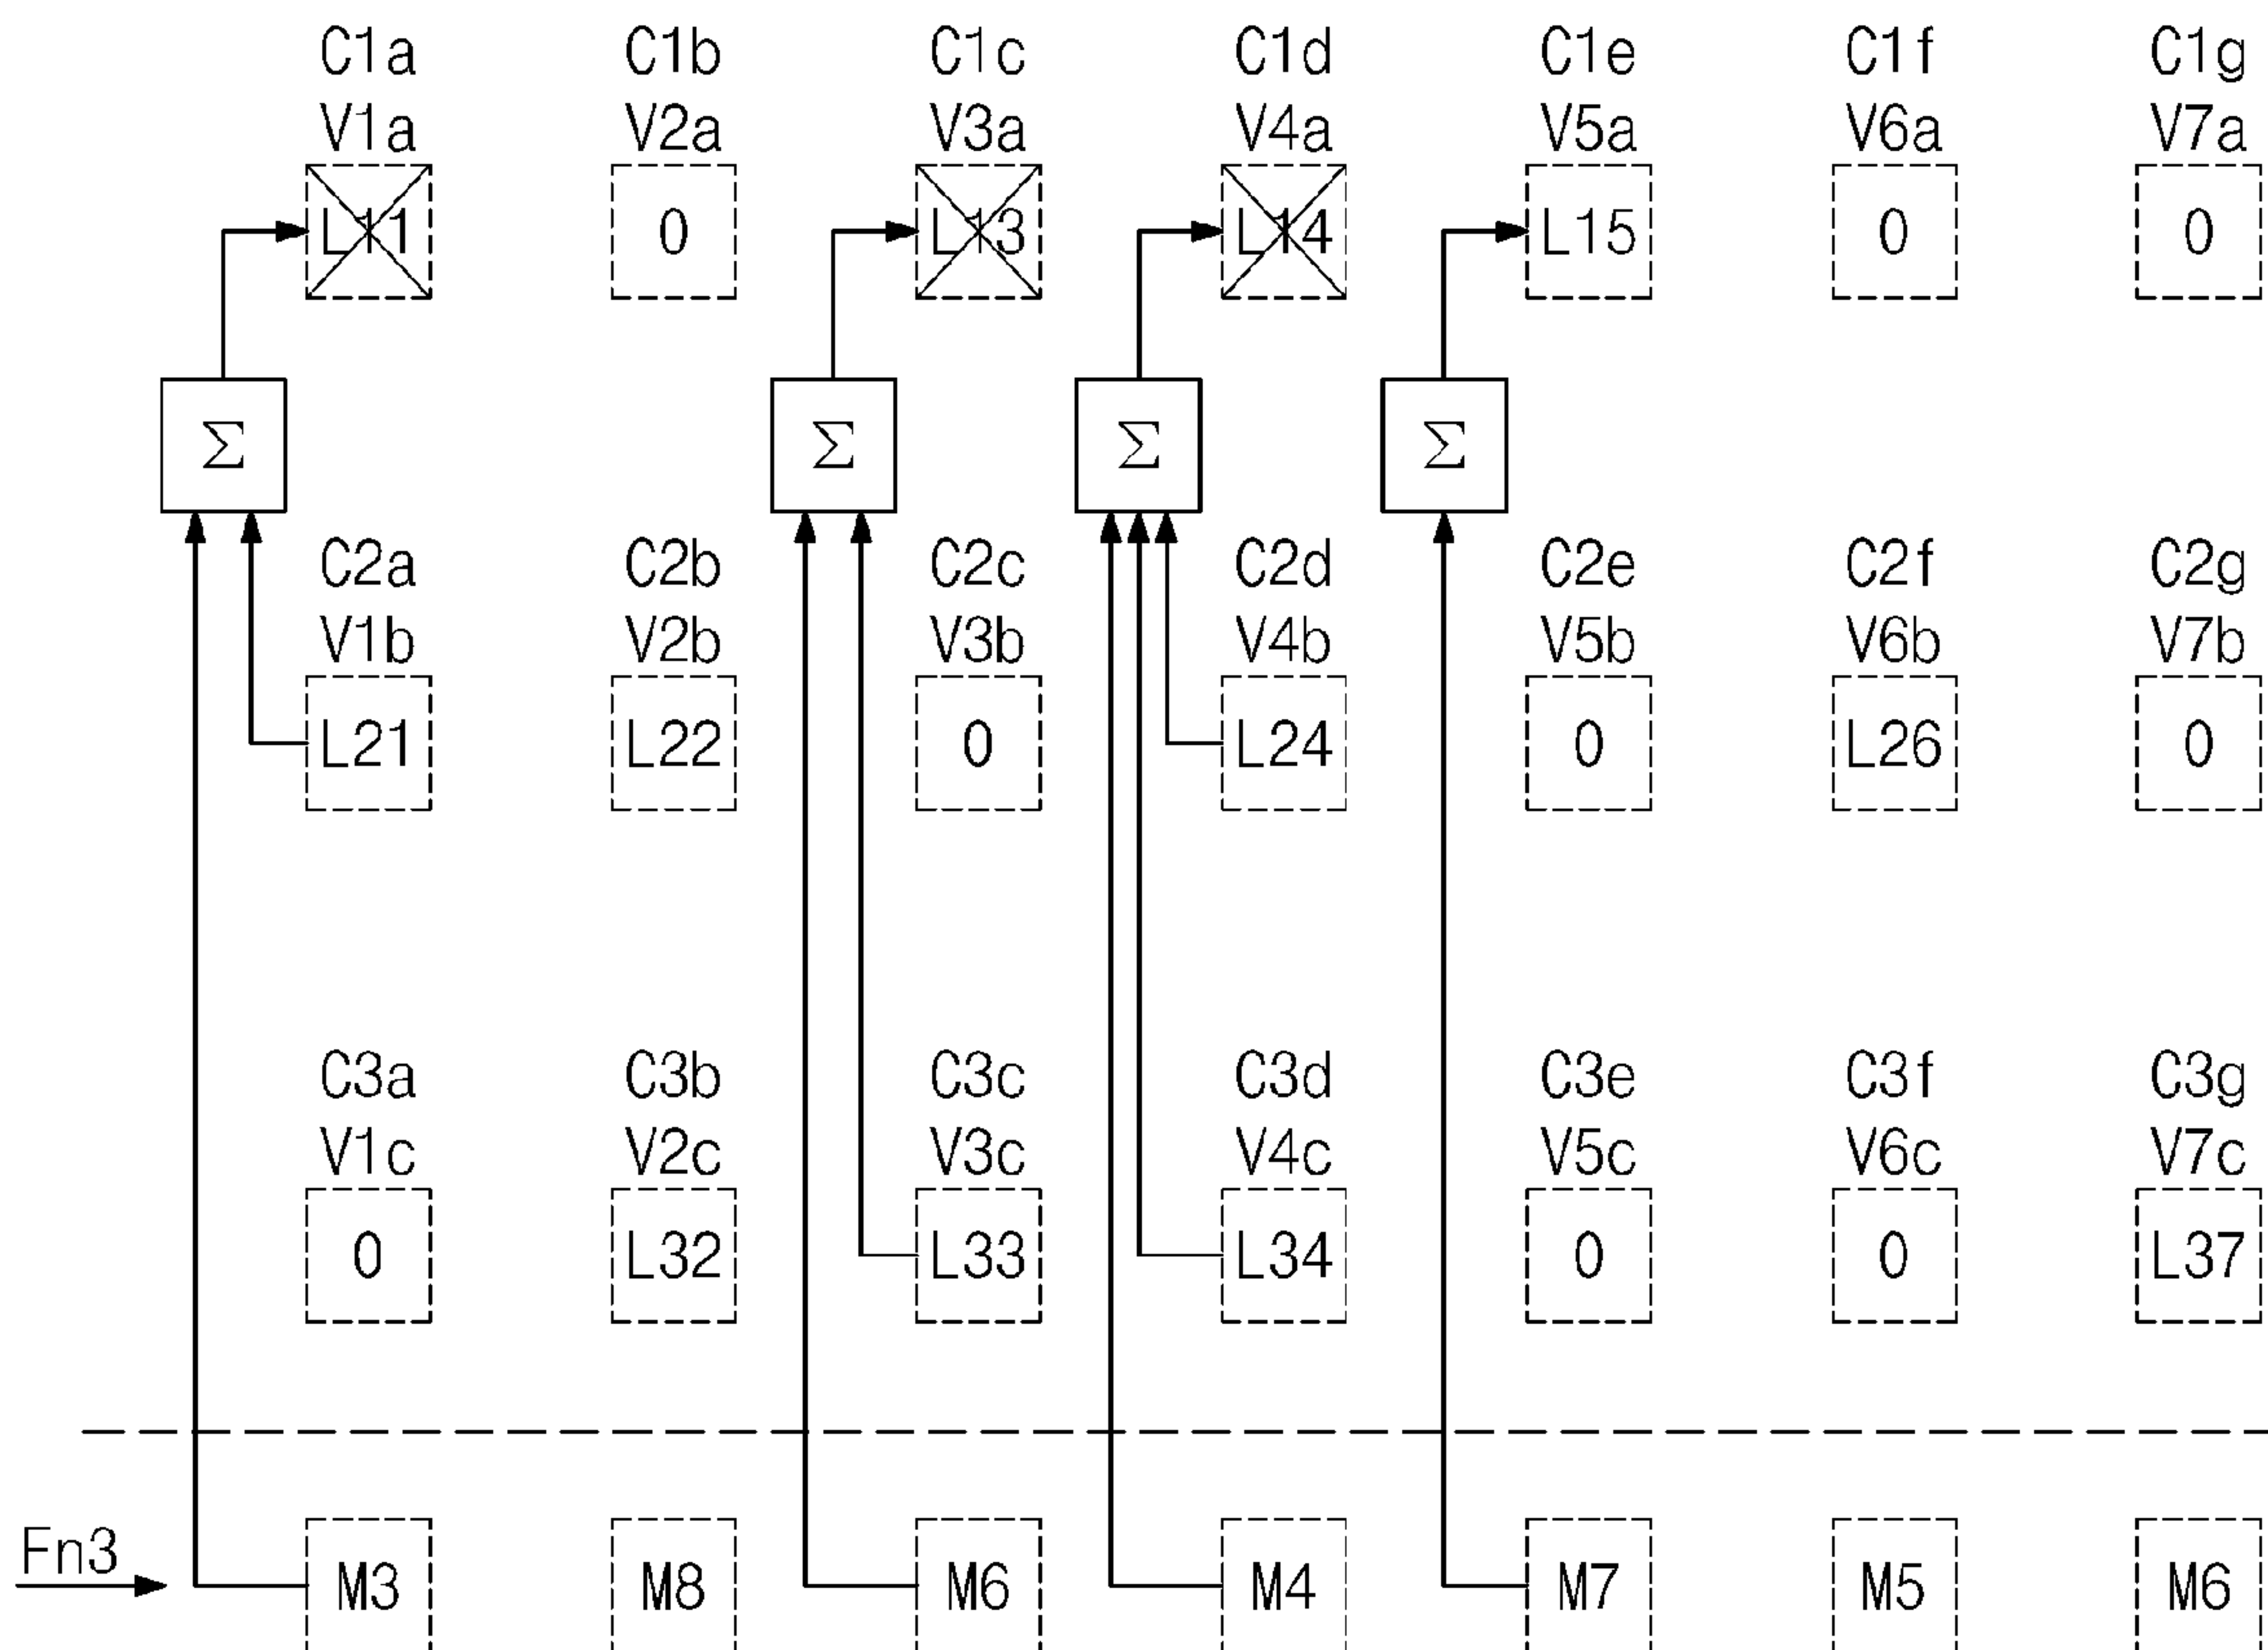 C1a C1b C1c C1d C1e C1f C1g
V1a V2a V3a V4a V5a V6a V7a
L11 0 L13 L14 L15 0 0
Σ Σ Σ Σ
C2a C2b C2c C2d C2e C2f C2g
V1b V2b V3b V4b V5b V6b V7b
L21 L22 0 L24 0 L26 0
C3a C3b C3c C3d C3e C3f C3g
V1c V2c V3c V4c V5c V6c V7c
0 L32 L33 L34 0 0 L37
Fn3
M3 M8 M6 M4 M7 M5 M6